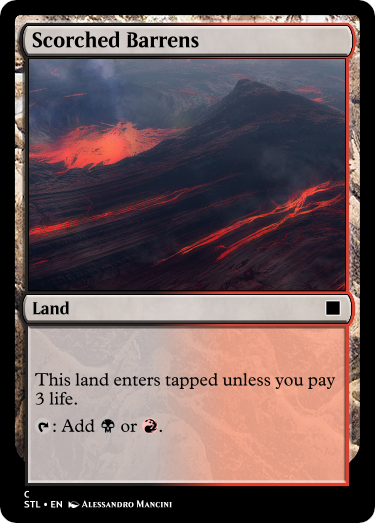 Scorched Barrens
Land
This land enters tapped unless you pay
3 life.
: Add or .
C
STL • EN Alessandro Mancini